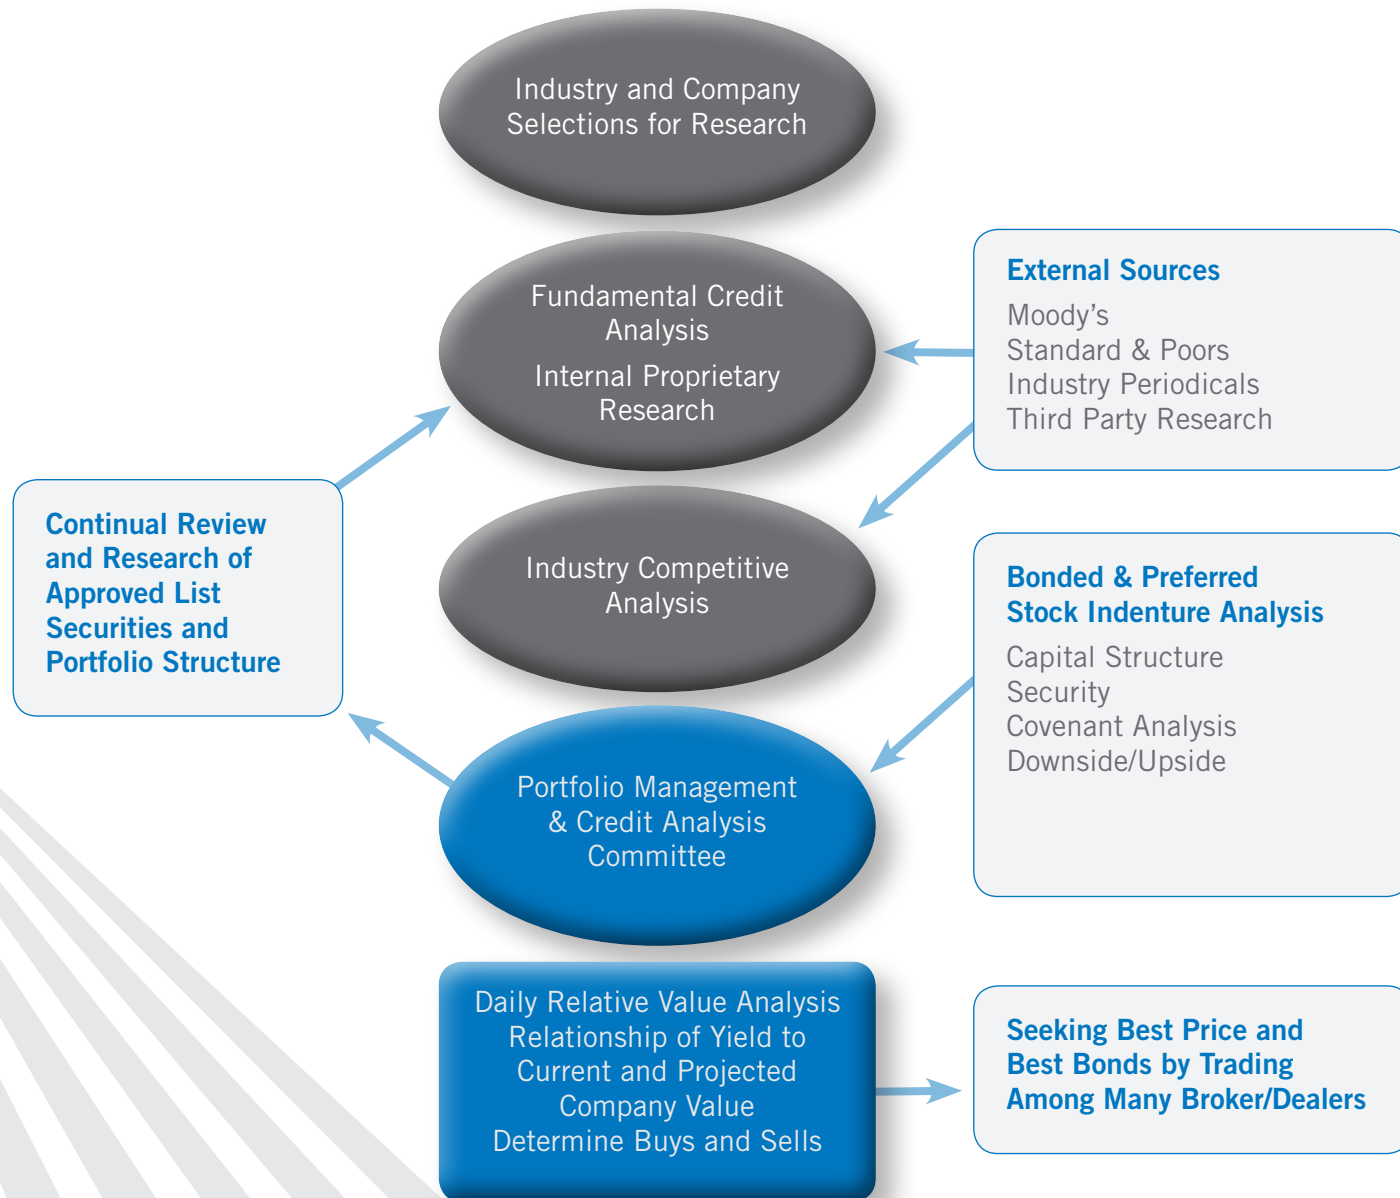 Industry and Company
Selections for Research
Fundamental Credit
Analysis
Internal Proprietary
Research
External Sources
Moody’s
Standard & Poors
Industry Periodicals
Third Party Research
Continual Review
and Research of
Approved List
Securities and
Portfolio Structure
Industry Competitive
Analysis
Bonded & Preferred
Stock Indenture Analysis
Capital Structure
Security
Covenant Analysis
Downside/Upside
Portfolio Management
& Credit Analysis
Committee
Daily Relative Value Analysis
Relationship of Yield to
Current and Projected
Company Value
Determine Buys and Sells
Seeking Best Price and
Best Bonds by Trading
Among Many Broker/Dealers